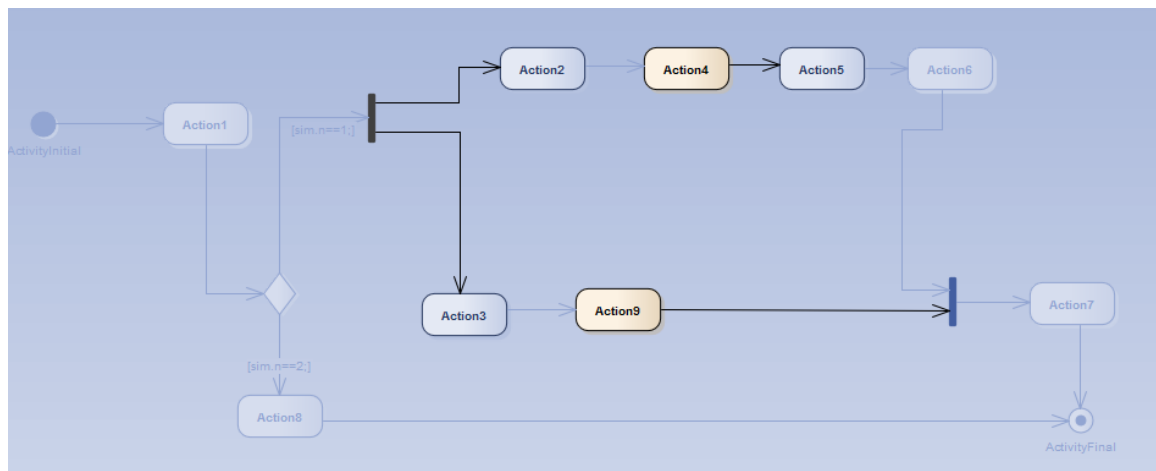 Action2
Action4
Action5
Action6
Action1
[sim.n==1;]
ActivityInitial
Action3
Action9
Action7
[sim.n==2;]
Action8
ActivityFinal